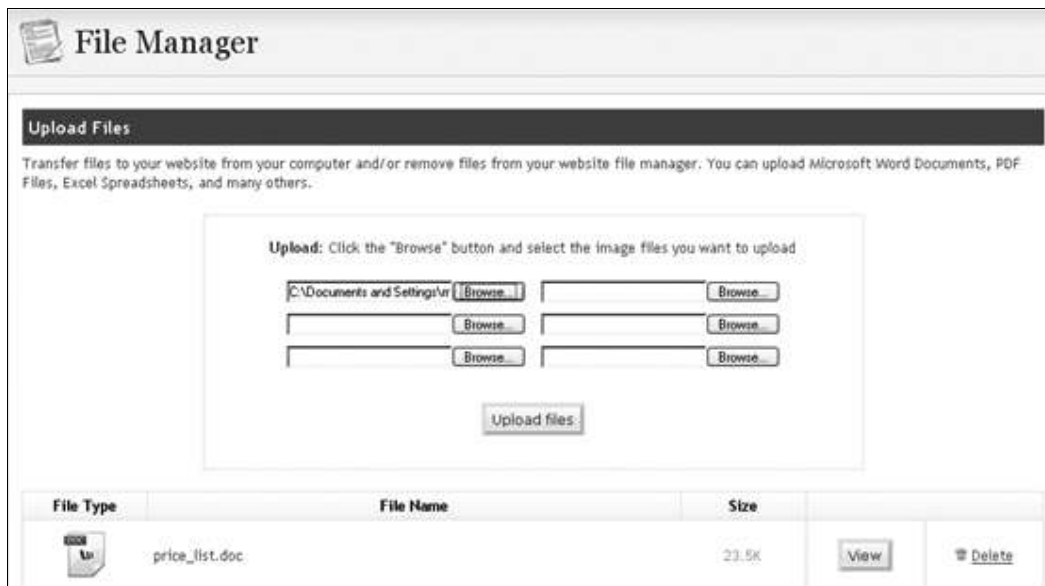 File Manager
Upload Files
Transfer files to your website from your computer and/or remove files from your website file manager. You can upload Microsoft Word Documents, PDF
Files, Excel Spreadsheets, and many others.
Upload: Click the "Browse" button and select the image files you want to upload
C:\Documents and Settings\ Browse... Browse...
Browse... Browse...
Browse... Browse...
Upload files
File Type File Name Size
price_list.doc 23.5K View Delete